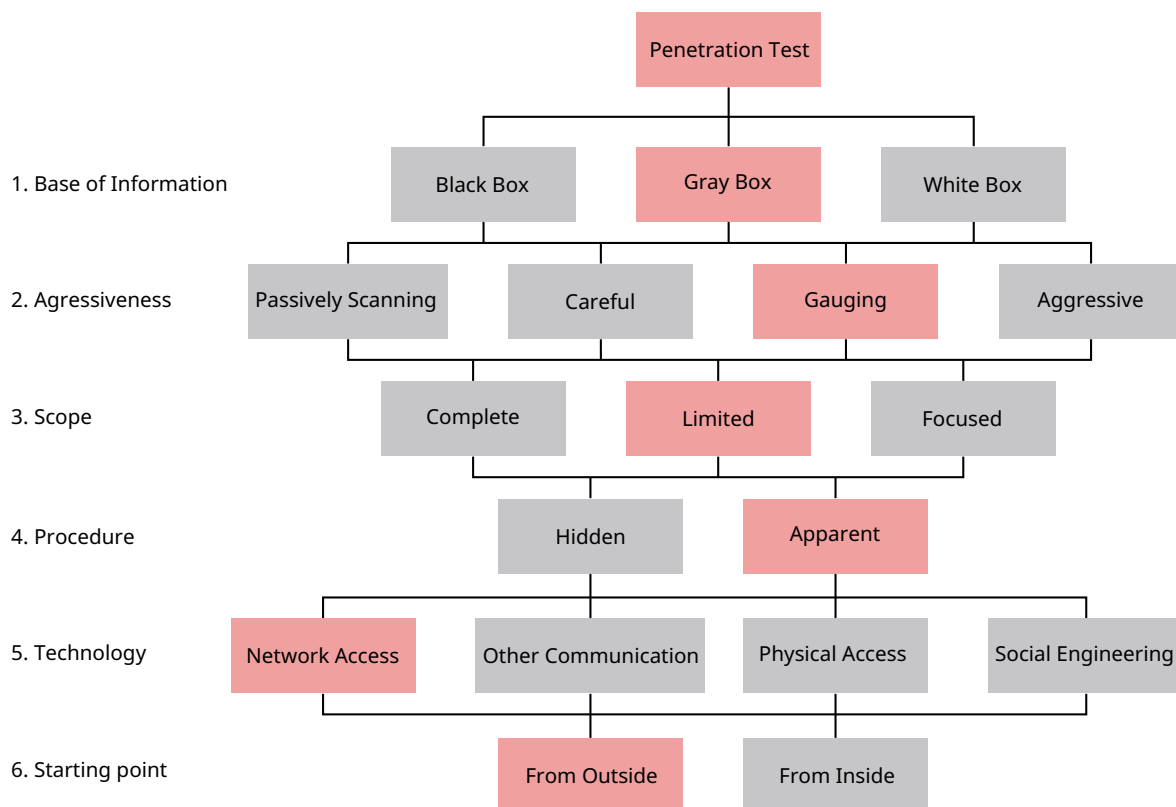 Penetration Test
1. Base of Information
Black Box
Gray Box
White Box
2. Agressiveness
Passively Scanning
Careful
Gauging
Aggressive
3. Scope
Complete
Limited
Focused
4. Procedure
Hidden
Apparent
5. Technology
Network Access
Other Communication
Physical Access
Social Engineering
6. Starting point
From Outside
From Inside